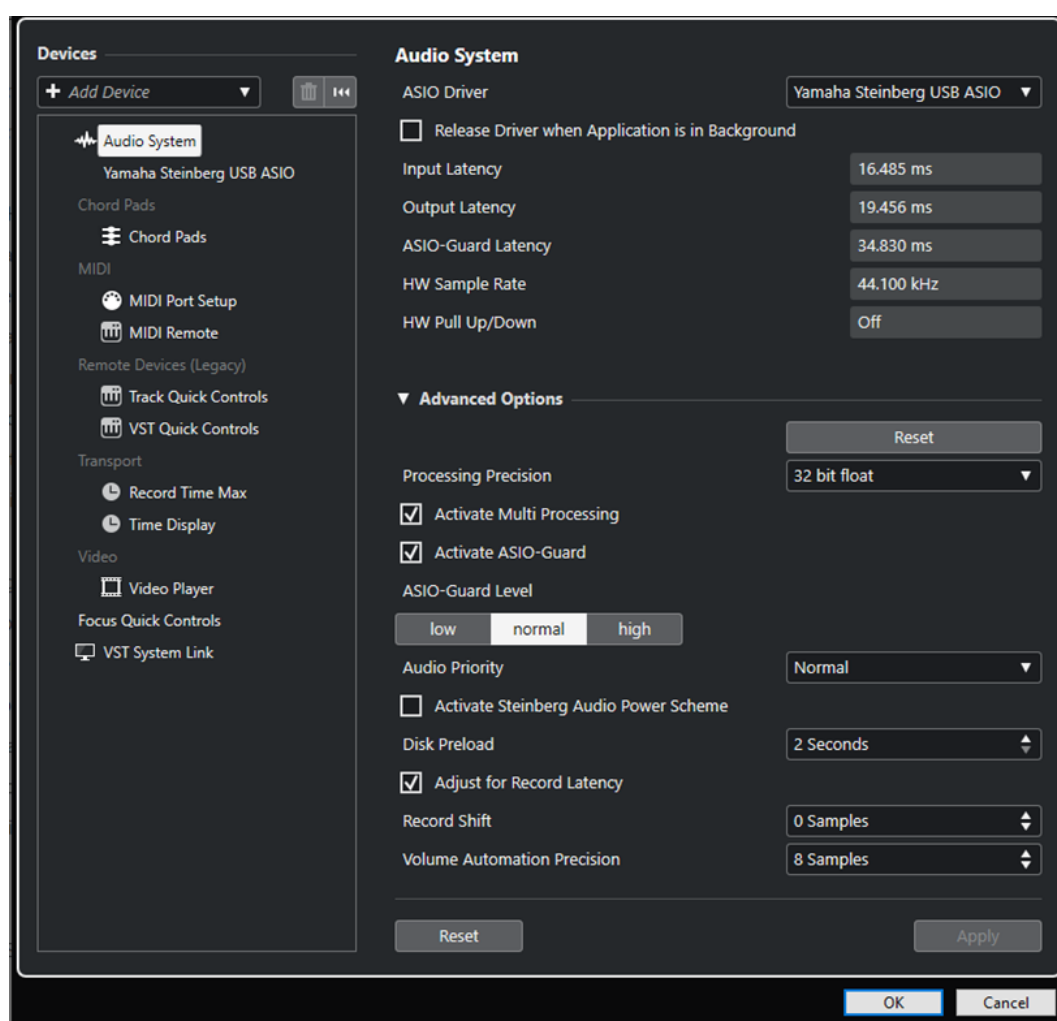 Devices
Add Device
Audio System
Yamaha Steinberg USB ASIO
Chord Pads
Chord Pads
MIDI
MIDI Port Setup
MIDI Remote
Remote Devices (Legacy)
Track Quick Controls
VST Quick Controls
Transport
Record Time Max
Time Display
Video
Video Player
Focus Quick Controls
VST System Link
Audio System
ASIO Driver Yamaha Steinberg USB ASIO
Release Driver when Application is in Background
Input Latency 16.485 ms
Output Latency 19.456 ms
ASIO-Guard Latency 34.830 ms
HW Sample Rate 44.100 kHz
HW Pull Up/Down Off
Advanced Options
Reset
Processing Precision 32 bit float
Activate Multi Processing
Activate ASIO-Guard
ASIO-Guard Level
low normal high
Audio Priority Normal
Activate Steinberg Audio Power Scheme
Disk Preload 2 Seconds
Adjust for Record Latency
Record Shift 0 Samples
Volume Automation Precision 8 Samples
Reset Apply
OK Cancel